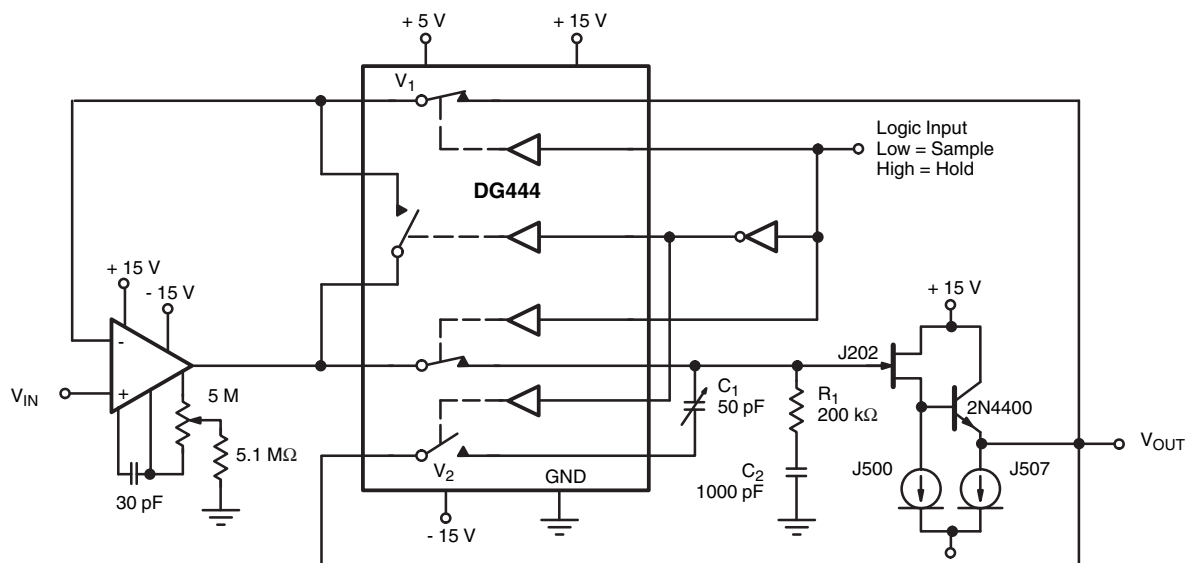 + 5 V
+ 15 V
V1
Logic Input
Low = Sample
High = Hold
DG444
+ 15 V
- 15 V
+ 15 V
-
+
VIN
5 M
5.1 MΩ
30 pF
J202
C1
50 pF
R1
200 kΩ
2N4400
VOUT
V2
GND
C2
1000 pF
J500
J507
- 15 V